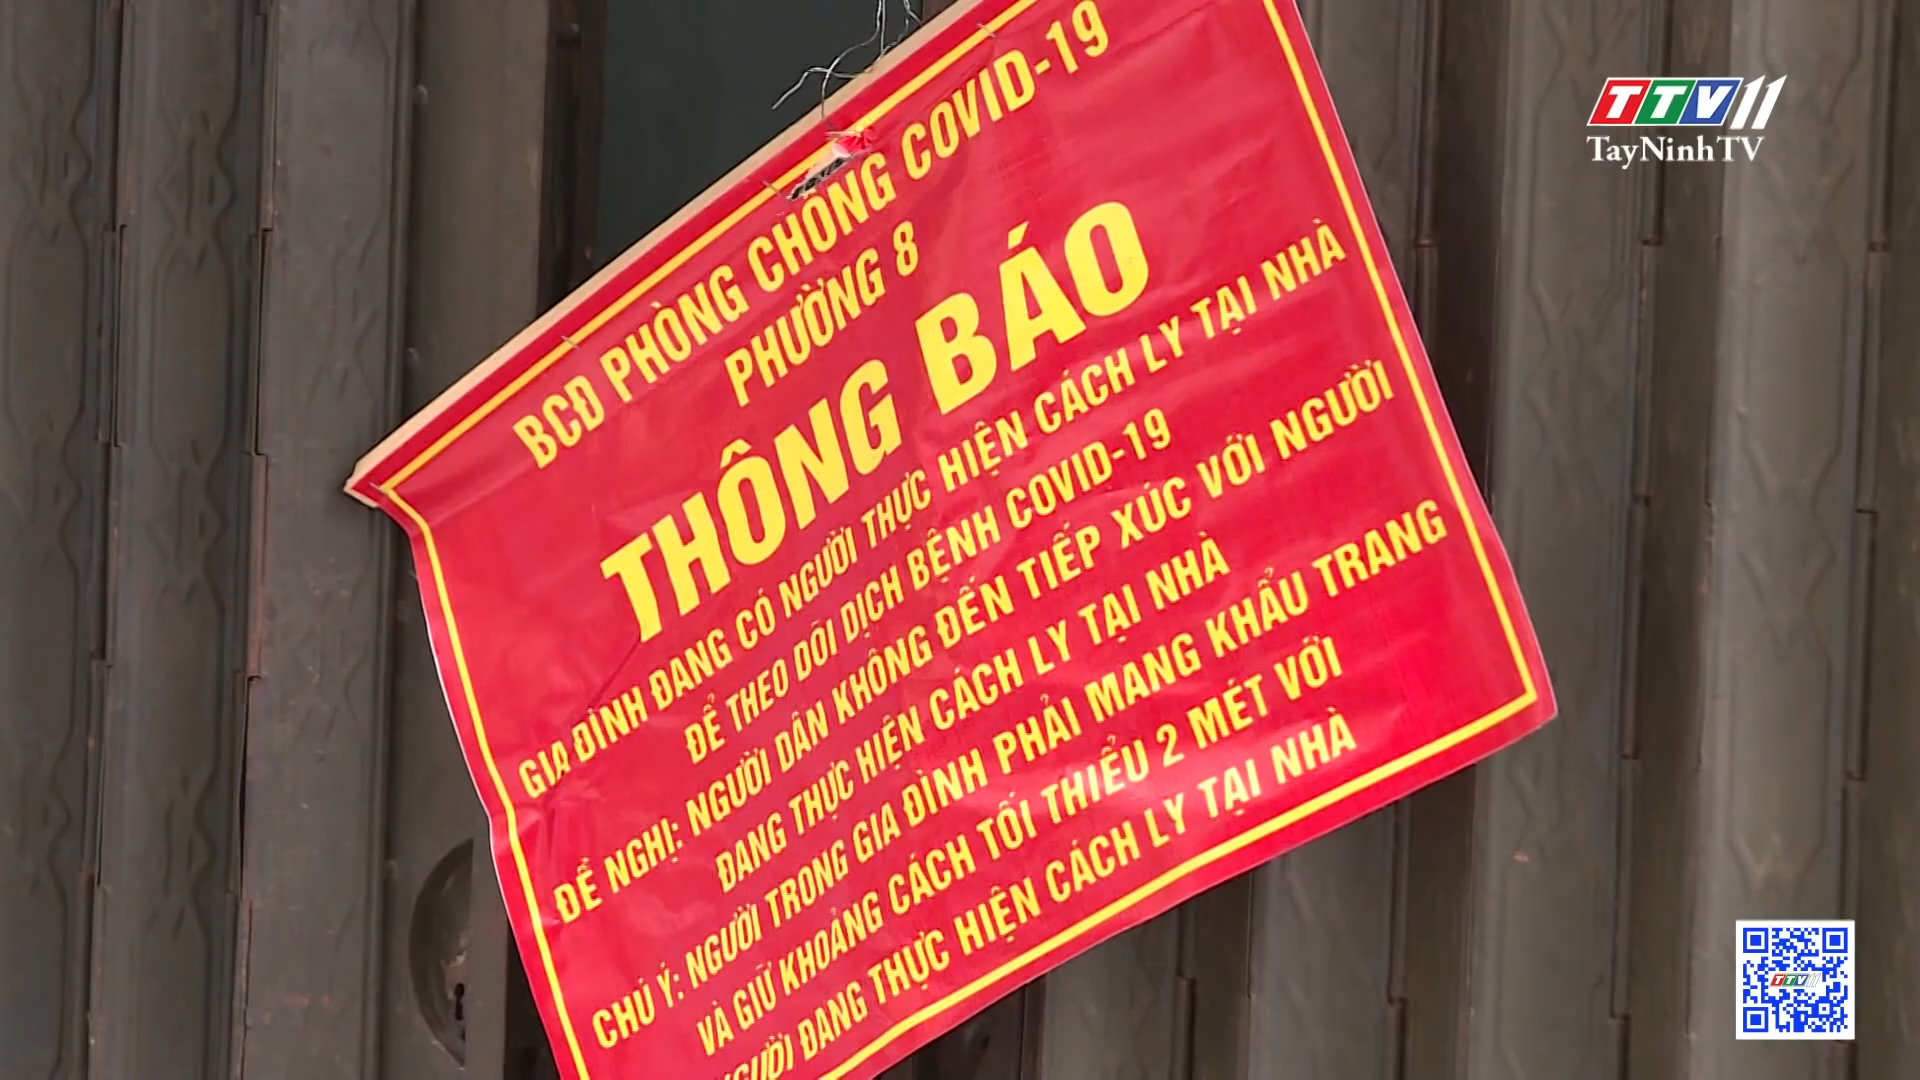 BCĐ PHÒNG CHỐNG COVID-19
PHƯỜNG 8
THÔNG BÁO
GIA ĐÌNH ĐANG CÓ NGƯỜI THỰC HIỆN CÁCH LY TẠI NHÀ
ĐỂ THEO DÕI DỊCH BỆNH COVID-19
ĐỀ NGHỊ: NGƯỜI DÂN KHÔNG ĐẾN TIẾP XÚC VỚI NGƯỜI
ĐANG THỰC HIỆN CÁCH LY TẠI NHÀ
CHÚ Ý: NGƯỜI TRONG GIA ĐÌNH PHẢI MANG KHẨU TRANG
VÀ GIỮ KHOẢNG CÁCH TỐI THIỂU 2 MÉT VỚI
NGƯỜI ĐANG THỰC HIỆN CÁCH LY TẠI NHÀ
TTV11
TayNinhTV
TTV11